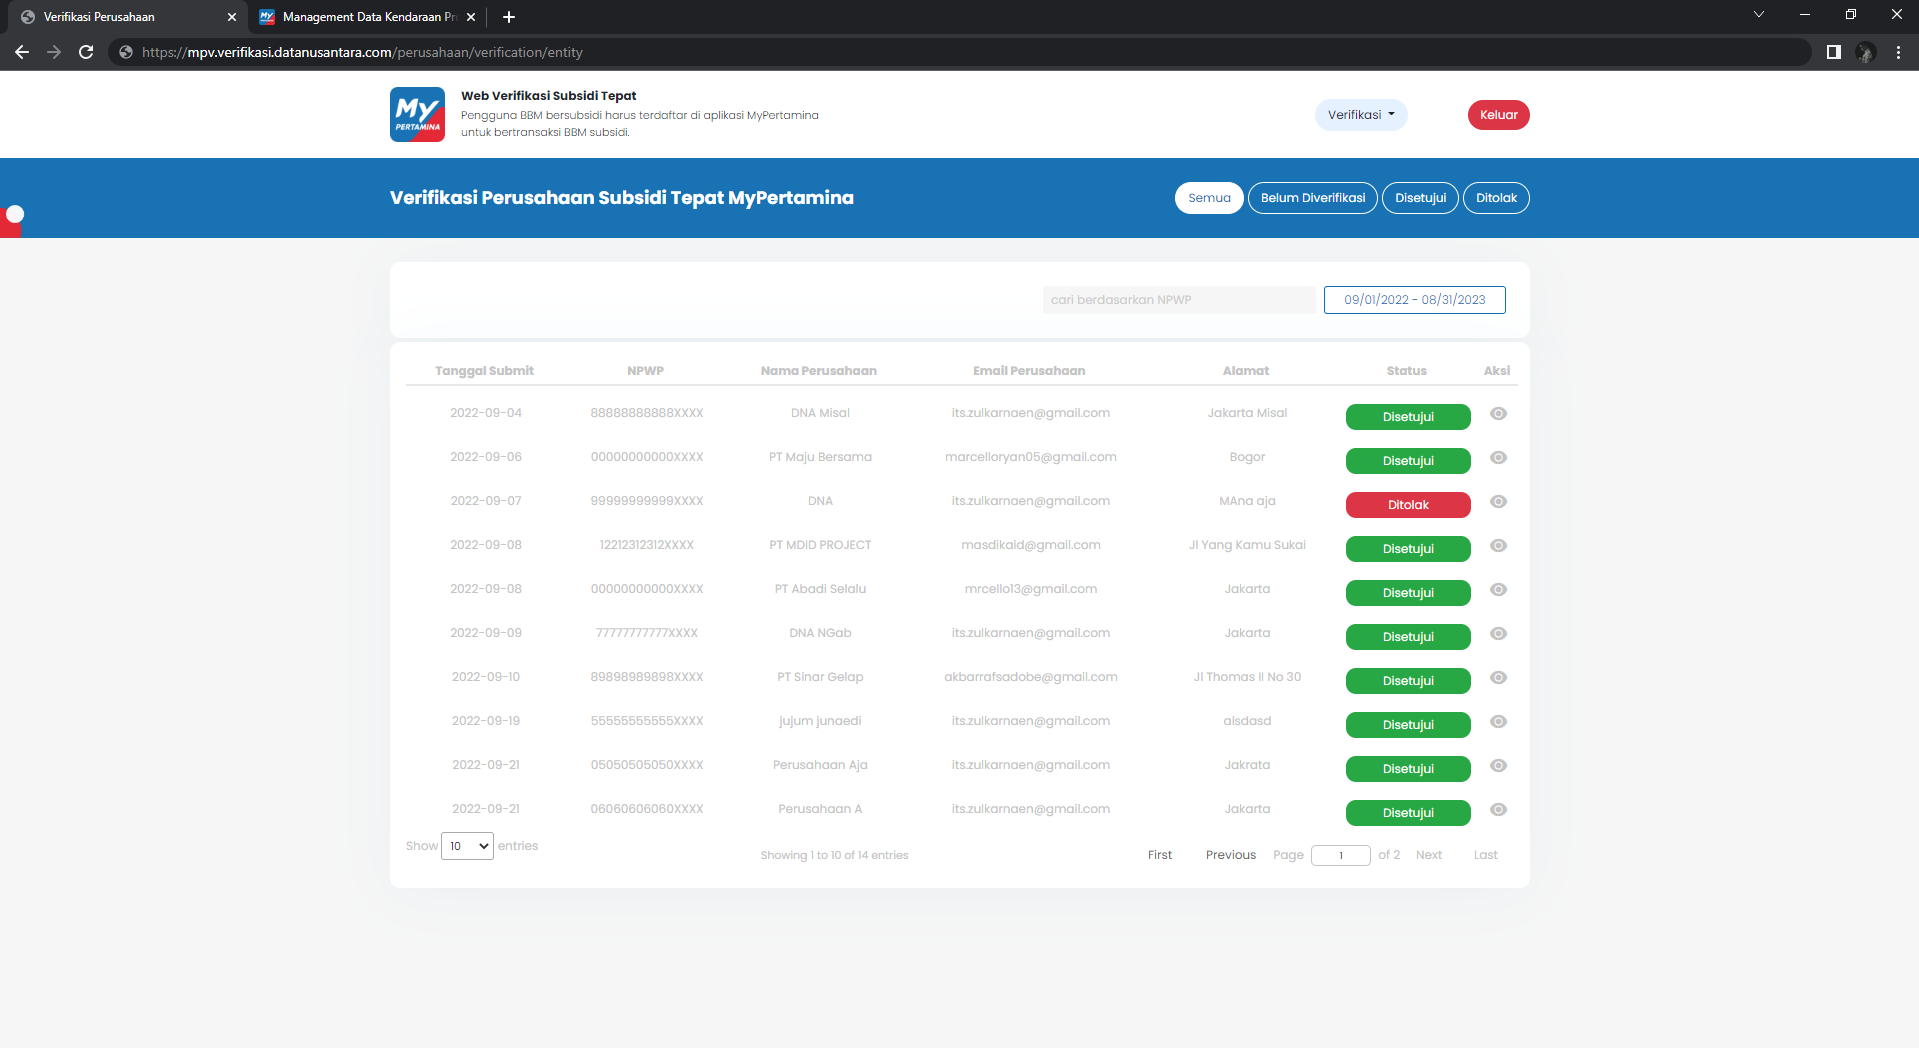 Verifikasi Perusahaan
Management Data Kendaraan Pr
https://mpv.verifikasi.datanusantara.com/perusahaan/verification/entity
My
PERTAMINA
Web Verifikasi Subsidi Tepat
Pengguna BBM bersubsidi harus terdaftar di aplikasi MyPertamina
untuk bertransaksi BBM subsidi.
Verifikasi
Keluar
Verifikasi Perusahaan Subsidi Tepat MyPertamina
Semua Belum Diverifikasi Disetujui Ditolak
cari berdasarkan NPWP 09/01/2022 - 08/31/2023
Tanggal Submit NPWP Nama Perusahaan Email Perusahaan Alamat Status Aksi
2022-09-04 88888888888XXXX DNA Misal its.zulkarnaen@gmail.com Jakarta Misal Disetujui
2022-09-06 00000000000XXXX PT Maju Bersama marcelloryan05@gmail.com Bogor Disetujui
2022-09-07 99999999999XXXX DNA its.zulkarnaen@gmail.com MAna aja Ditolak
2022-09-08 12212312312XXXX PT MDID PROJECT masdikaid@gmail.com Jl Yang Kamu Sukai Disetujui
2022-09-08 00000000000XXXX PT Abadi Selalu mrcello13@gmail.com Jakarta Disetujui
2022-09-09 77777777777XXXX DNA NGab its.zulkarnaen@gmail.com Jakarta Disetujui
2022-09-10 89898989898XXXX PT Sinar Gelap akbarrafsadobe@gmail.com Jl Thomas II No 30 Disetujui
2022-09-19 55555555555XXXX jujum junaedi its.zulkarnaen@gmail.com alsdasd Disetujui
2022-09-21 05050505050XXXX Perusahaan Aja its.zulkarnaen@gmail.com Jakrata Disetujui
2022-09-21 06060606060XXXX Perusahaan A its.zulkarnaen@gmail.com Jakarta Disetujui
Show 10 entries
Showing 1 to 10 of 14 entries
First Previous Page 1 of 2 Next Last